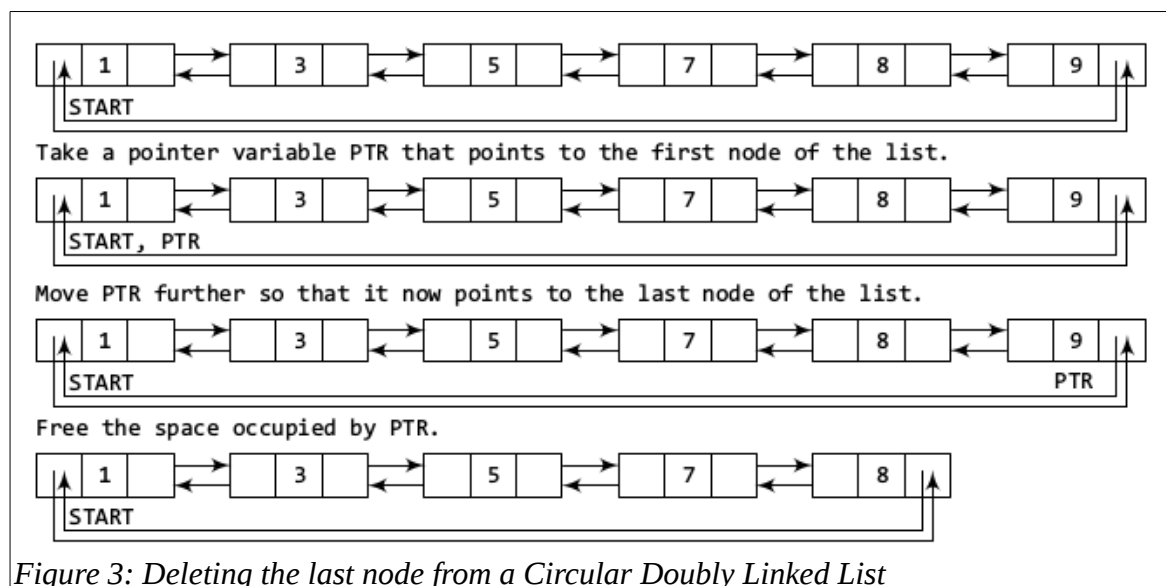 1 3 5 7 8 9
START
Take a pointer variable PTR that points to the first node of the list.
1 3 5 7 8 9
START, PTR
Move PTR further so that it now points to the last node of the list.
1 3 5 7 8 9
START PTR
Free the space occupied by PTR.
1 3 5 7 8
START
Figure 3: Deleting the last node from a Circular Doubly Linked List